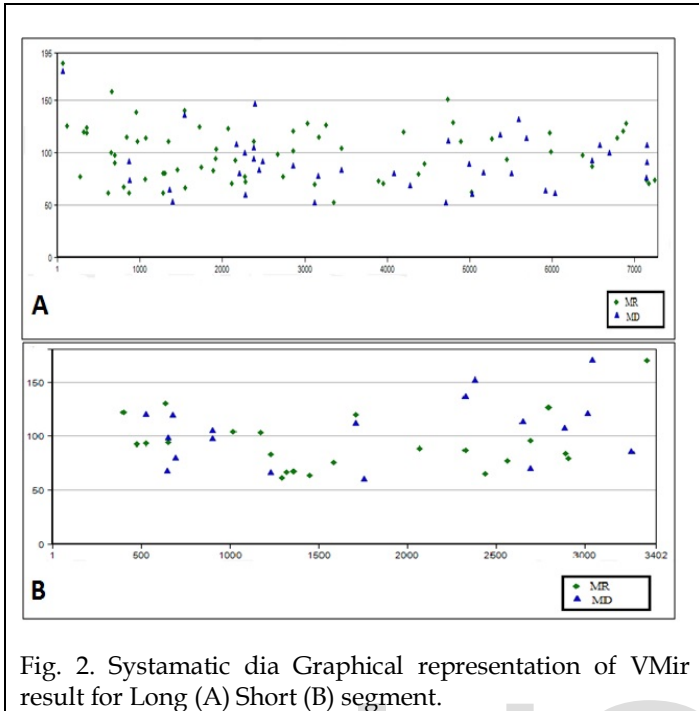 195
150
100
50
0
1 1000 2000 3000 4000 5000 6000 7000
A
MR
MD
150
100
50
0
1 500 1000 1500 2000 2500 3000 3402
B
MR
MD
Fig. 2. Systamatic dia Graphical representation of VMir
result for Long (A) Short (B) segment.